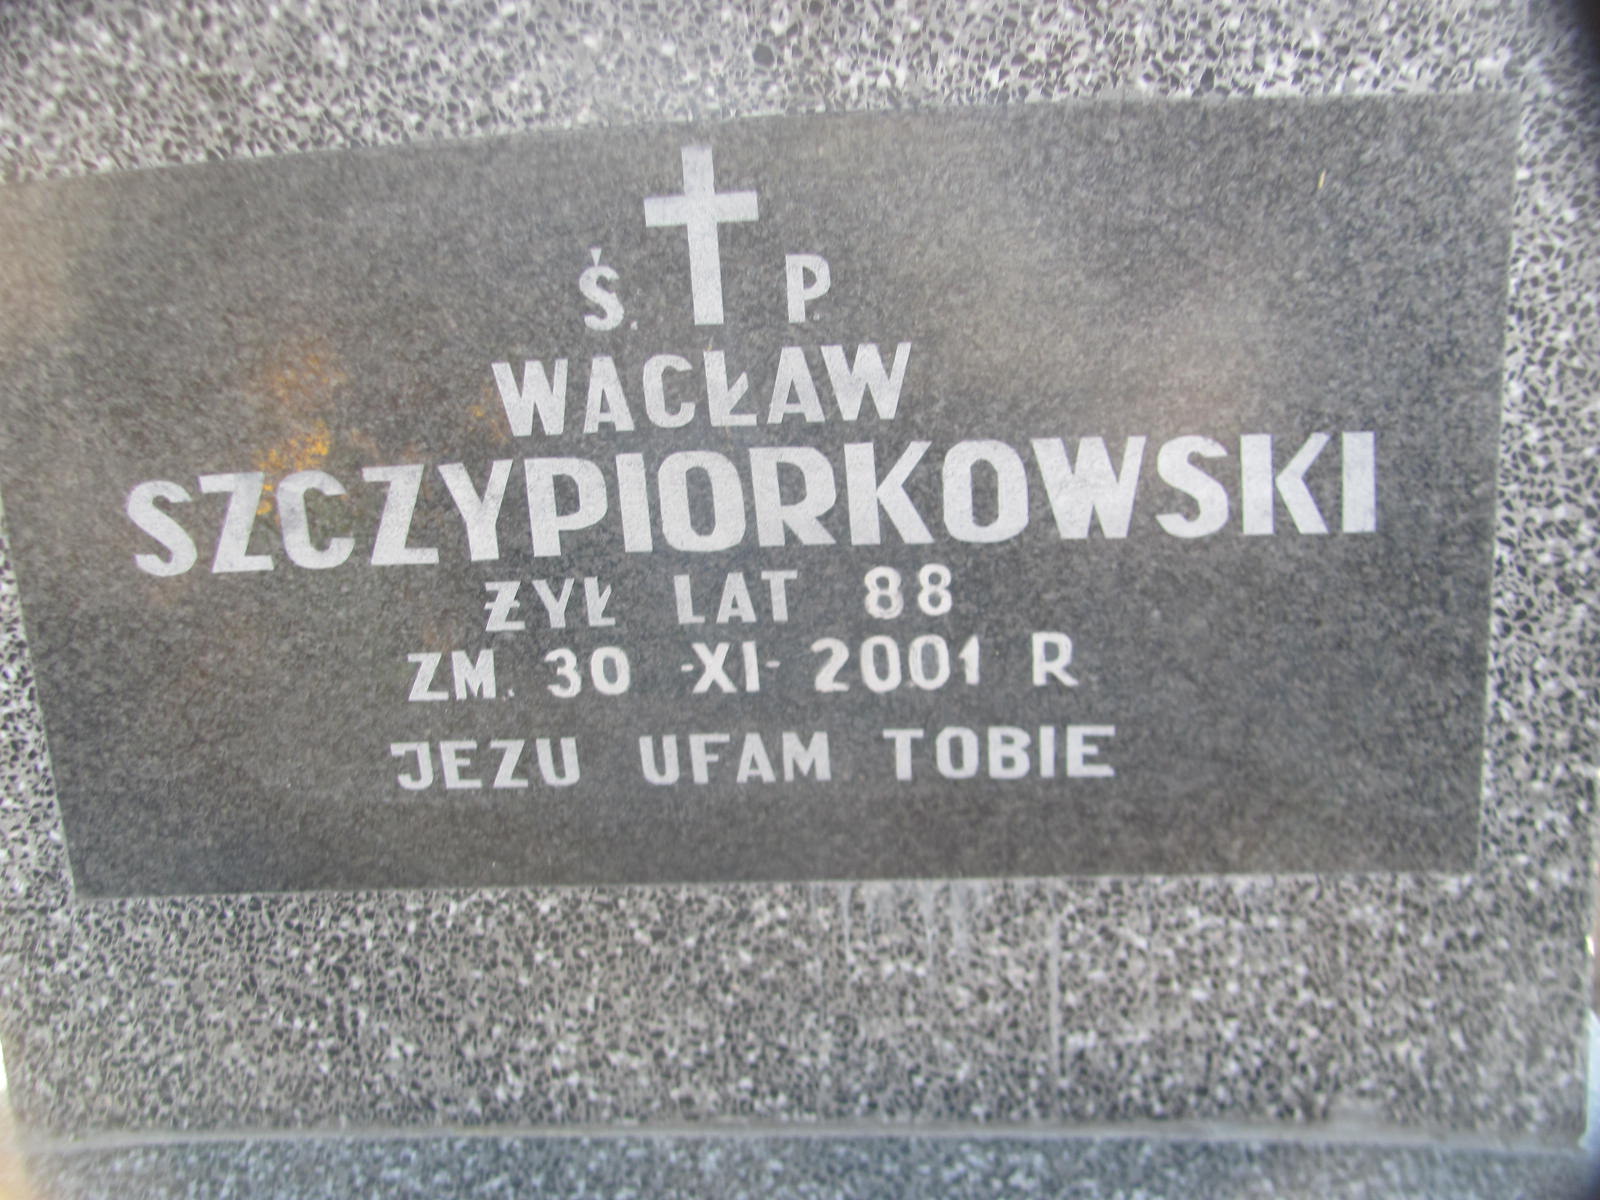 Ś. P.
WACŁAW
SZCZYPIORKOWSKI
ŻYŁ LAT 88
ZM. 30 -XI- 2001 R
JEZU UFAM TOBIE